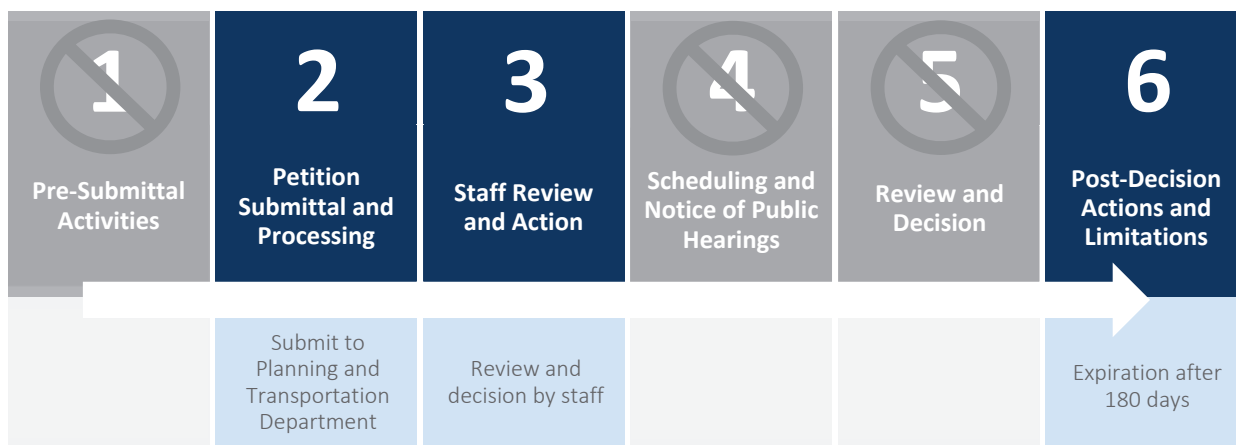 1
2
3
4
5
6
Pre-Submittal
Activities
Petition
Submittal and
Processing
Staff Review
and Action
Scheduling and
Notice of Public
Hearings
Review and
Decision
Post-Decision
Actions and
Limitations
Submit to
Planning and
Transportation
Department
Review and
decision by staff
Expiration after
180 days